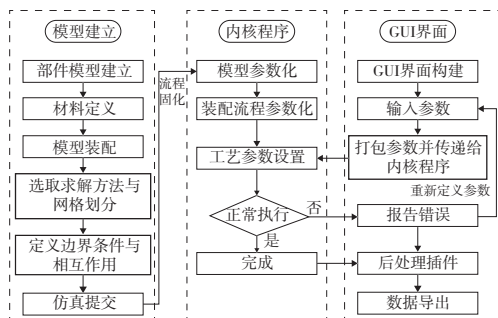 模型建立
部件模型建立
材料定义
模型装配
选取求解方法与
网格划分
定义边界条件与
相互作用
仿真提交
流程
固化
内核程序
模型参数化
装配流程参数化
工艺参数设置
正常执行
否
是
完成
GUI界面
GUI界面构建
输入参数
打包参数并传递给
内核程序
重新定义参数
报告错误
后处理插件
数据导出